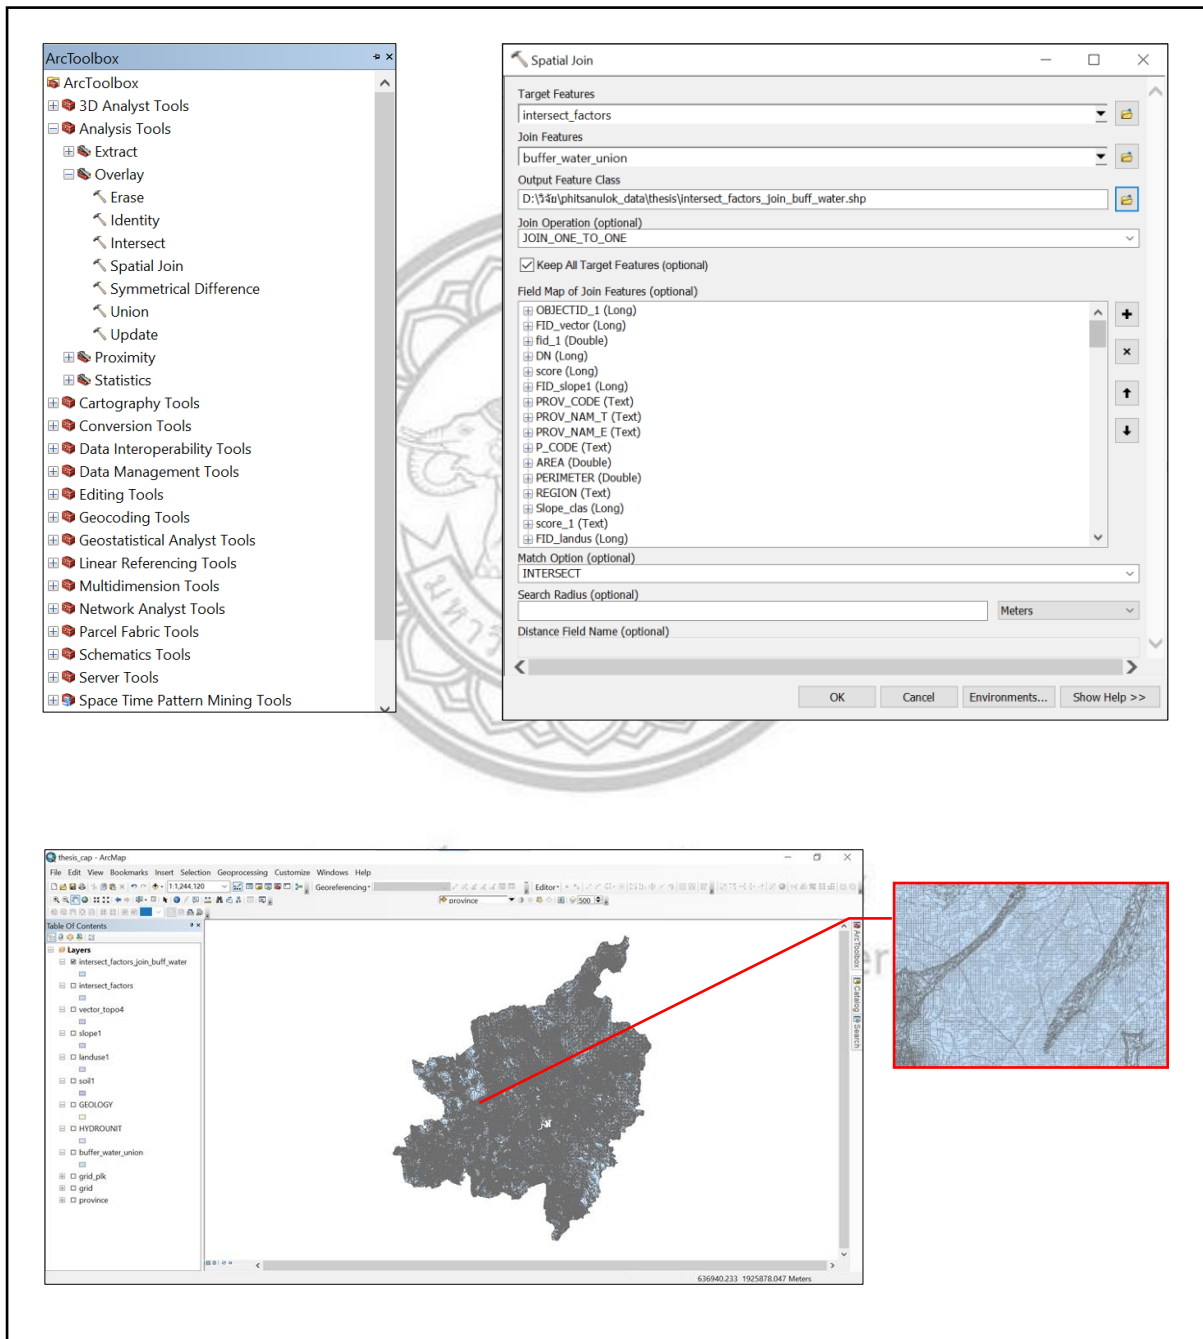 ArcToolbox
ArcToolbox
3D Analyst Tools
Analysis Tools
Extract
Overlay
Erase
Identity
Intersect
Spatial Join
Symmetrical Difference
Union
Update
Proximity
Statistics
Cartography Tools
Conversion Tools
Data Interoperability Tools
Data Management Tools
Editing Tools
Geocoding Tools
Geostatistical Analyst Tools
Linear Referencing Tools
Multidimension Tools
Network Analyst Tools
Parcel Fabric Tools
Schematics Tools
Server Tools
Space Time Pattern Mining Tools
Spatial Join
Target Features
intersect_factors
Join Features
buffer_water_union
Output Feature Class
D:\วิจัย\phitsanulok_data\thesis\intersect_factors_join_buff_water.shp
Join Operation (optional)
JOIN_ONE_TO_ONE
Keep All Target Features (optional)
Field Map of Join Features (optional)
OBJECTID_1 (Long)
FID_vector (Long)
fid_1 (Double)
DN (Long)
score (Long)
FID_slope1 (Long)
PROV_CODE (Text)
PROV_NAM_T (Text)
PROV_NAM_E (Text)
P_CODE (Text)
AREA (Double)
PERIMETER (Double)
REGION (Text)
Slope_clas (Long)
score_1 (Text)
FID_landus (Long)
Match Option (optional)
INTERSECT
Search Radius (optional)
Meters
Distance Field Name (optional)
OK Cancel Environments... Show Help >>
thesis_cap - ArcMap
File Edit View Bookmarks Insert Selection Geoprocessing Customize Windows Help
1:1,244,120 Georeferencing Editor
province 500
Table Of Contents
Layers
intersect_factors_join_buff_water
intersect_factors
vector_topo4
slope1
landuse1
soil1
GEOLOGY
HYDROUNIT
buffer_water_union
grid_plk
grid
province
ArcToolbox
Catalog
Search
636940.233 1925878.047 Meters